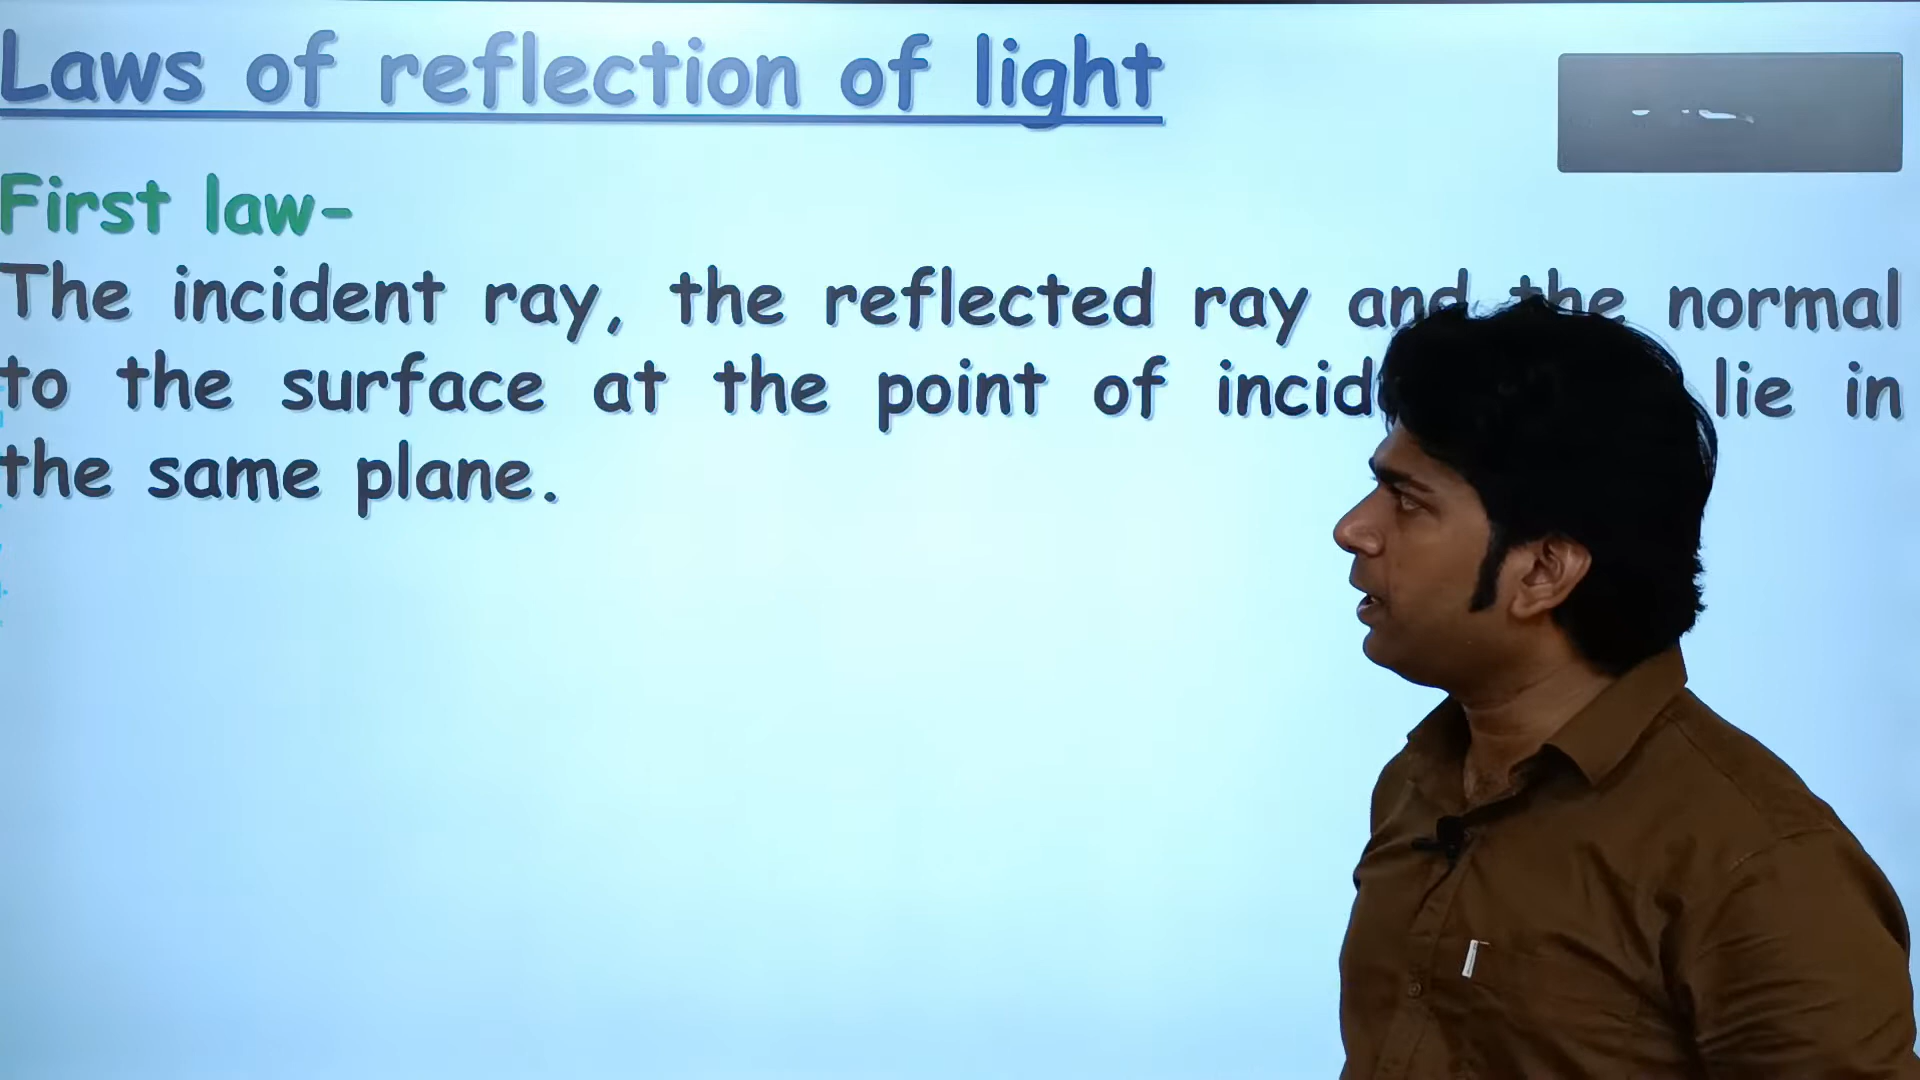 Laws of reflection of light
First law-
The incident ray, the reflected ray and the normal
to the surface at the point of lie in
the same plane.